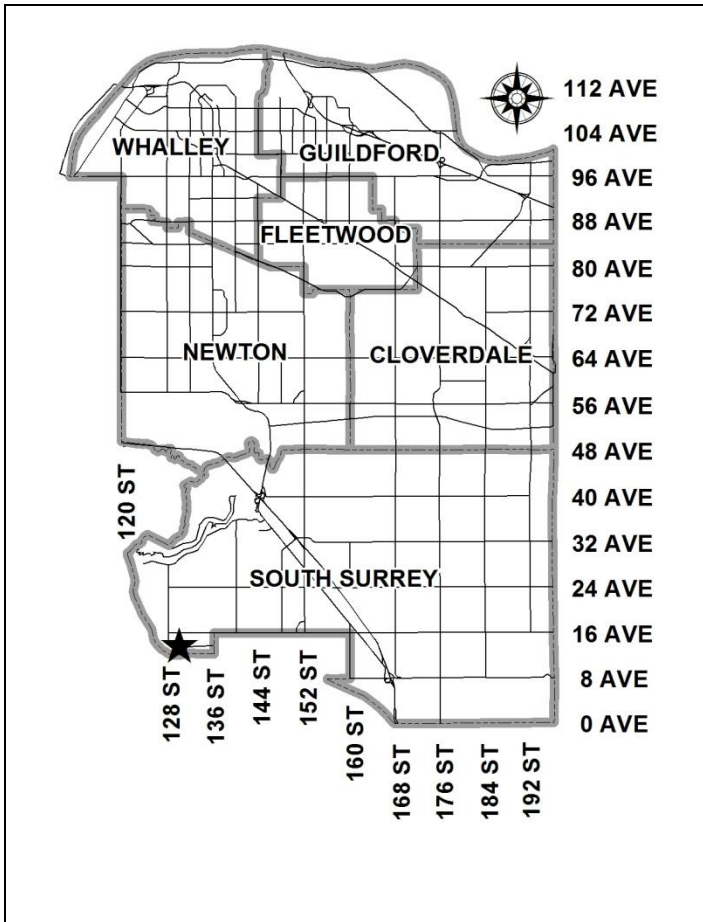 112 AVE
104 AVE
WHALLEY
GUILDFORD
96 AVE
88 AVE
FLEETWOOD
80 AVE
72 AVE
NEWTON
CLOVERDALE
64 AVE
56 AVE
48 AVE
120 ST
40 AVE
32 AVE
SOUTH SURREY
24 AVE
16 AVE
128 ST
136 ST
144 ST
152 ST
8 AVE
160 ST
0 AVE
168 ST
176 ST
184 ST
192 ST